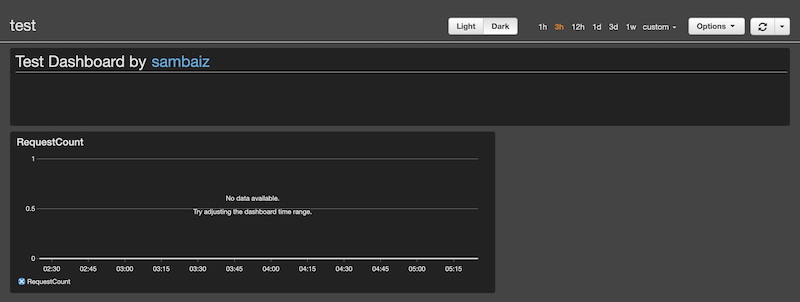 test
Light Dark 1h 3h 12h 1d 3d 1w custom Options
Test Dashboard by sambaiz
RequestCount
1
No data available.
0.5
Try adjusting the dashboard time range.
0
02:30 02:45 03:00 03:15 03:30 03:45 04:00 04:15 04:30 04:45 05:00 05:15
RequestCount